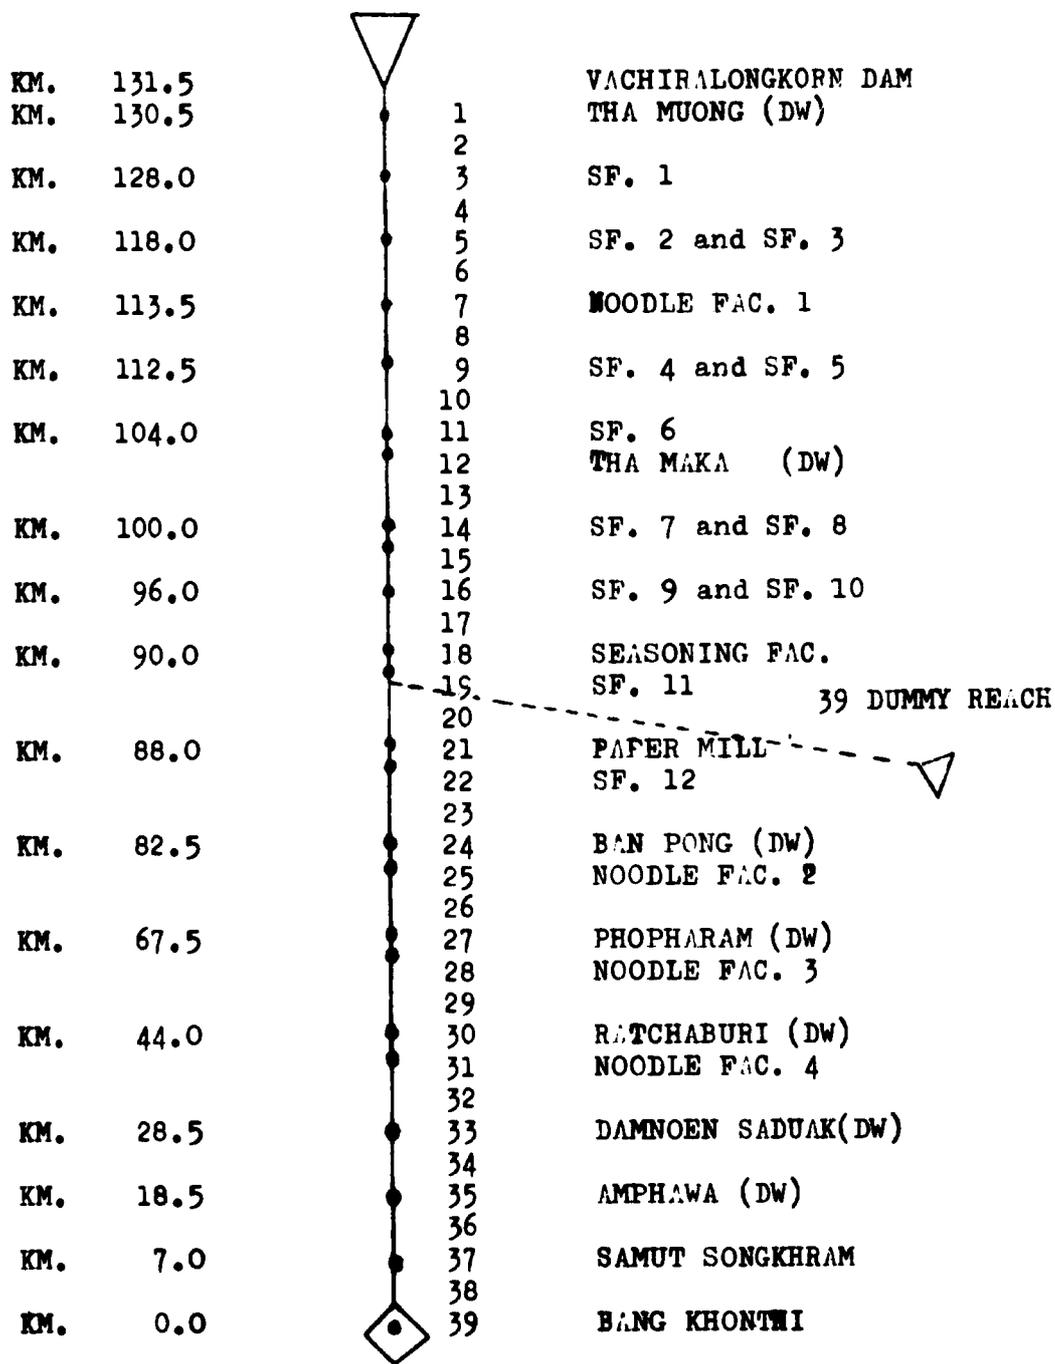 KM. 131.5 VACHIRALONGKORN DAM
KM. 130.5 1 THA MUONG (DW)
2
KM. 128.0 3 SF. 1
4
KM. 118.0 5 SF. 2 and SF. 3
6
KM. 113.5 7 NOODLE FAC. 1
8
KM. 112.5 9 SF. 4 and SF. 5
10
KM. 104.0 11 SF. 6
12 THA MAKA (DW)
13
KM. 100.0 14 SF. 7 and SF. 8
15
KM. 96.0 16 SF. 9 and SF. 10
17
KM. 90.0 18 SEASONING FAC.
19 SF. 11 39 DUMMY REACH
20
KM. 88.0 21 PAPER MILL
22 SF. 12
23
KM. 82.5 24 BAN PONG (DW)
25 NOODLE FAC. 2
26
KM. 67.5 27 PHOPHARAM (DW)
28 NOODLE FAC. 3
29
KM. 44.0 30 RATCHABURI (DW)
31 NOODLE FAC. 4
32
KM. 28.5 33 DAMNOEN SADUAK(DW)
34
KM. 18.5 35 AMPHAWA (DW)
36
KM. 7.0 37 SAMUT SONGKHRAM
38
KM. 0.0 39 BANG KHONTHI